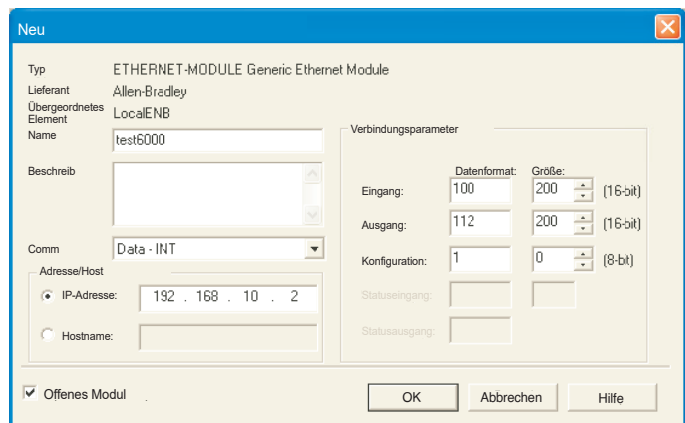 Neu
Typ ETHERNET-MODULE Generic Ethernet Module
Lieferant Allen-Bradley
Übergeordnetes
Element LocalENB
Name test6000
Beschreib
Comm Data - INT
Adresse/Host
IP-Adresse: 192 . 168 . 10 . 2
Hostname:
Verbindungsparameter
Datenformat: Größe:
Eingang: 100 200 (16-bit)
Ausgang: 112 200 (16-bit)
Konfiguration: 1 0 (8-bit)
Statuseingang:
Statusausgang:
Offenes Modul
OK Abbrechen Hilfe